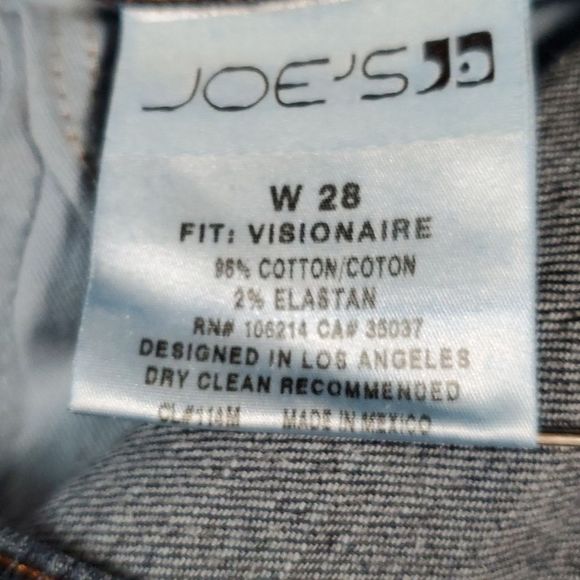 JOE'S
W 28
FIT: VISIONAIRE
98% COTTON/COTON
2% ELASTAN
RN# 106214 CA# 35037
DESIGNED IN LOS ANGELES
DRY CLEAN RECOMMENDED
MADE IN MEXICO